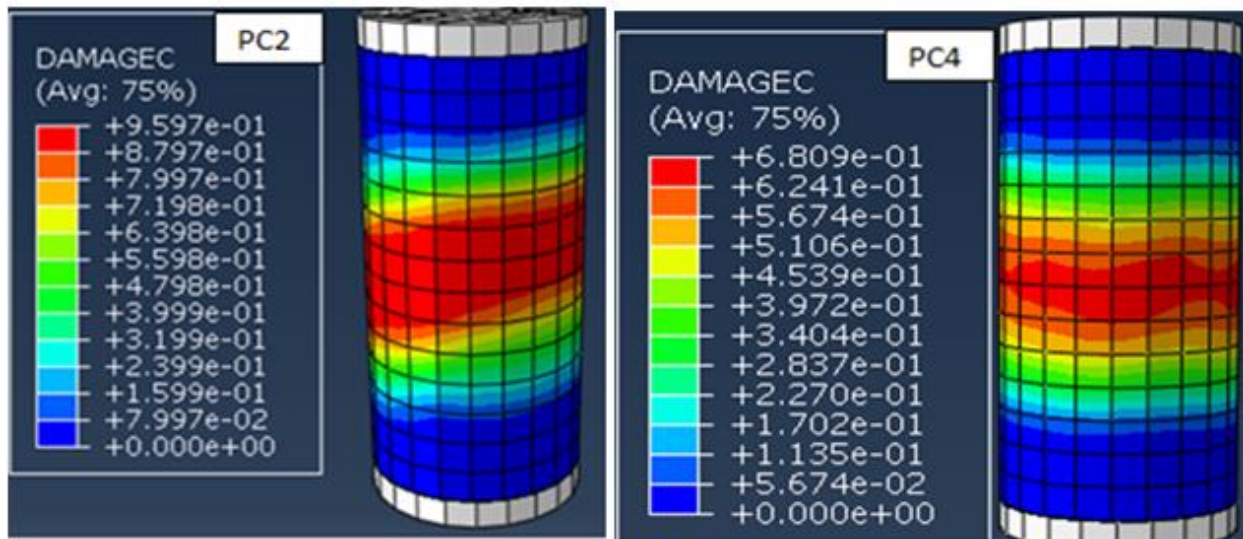 PC2
DAMAGEC
(Avg: 75%)
+9.597e-01
+8.797e-01
+7.997e-01
+7.198e-01
+6.398e-01
+5.598e-01
+4.798e-01
+3.999e-01
+3.199e-01
+2.399e-01
+1.599e-01
+7.997e-02
+0.000e+00
PC4
DAMAGEC
(Avg: 75%)
+6.809e-01
+6.241e-01
+5.674e-01
+5.106e-01
+4.539e-01
+3.972e-01
+3.404e-01
+2.837e-01
+2.270e-01
+1.702e-01
+1.135e-01
+5.674e-02
+0.000e+00